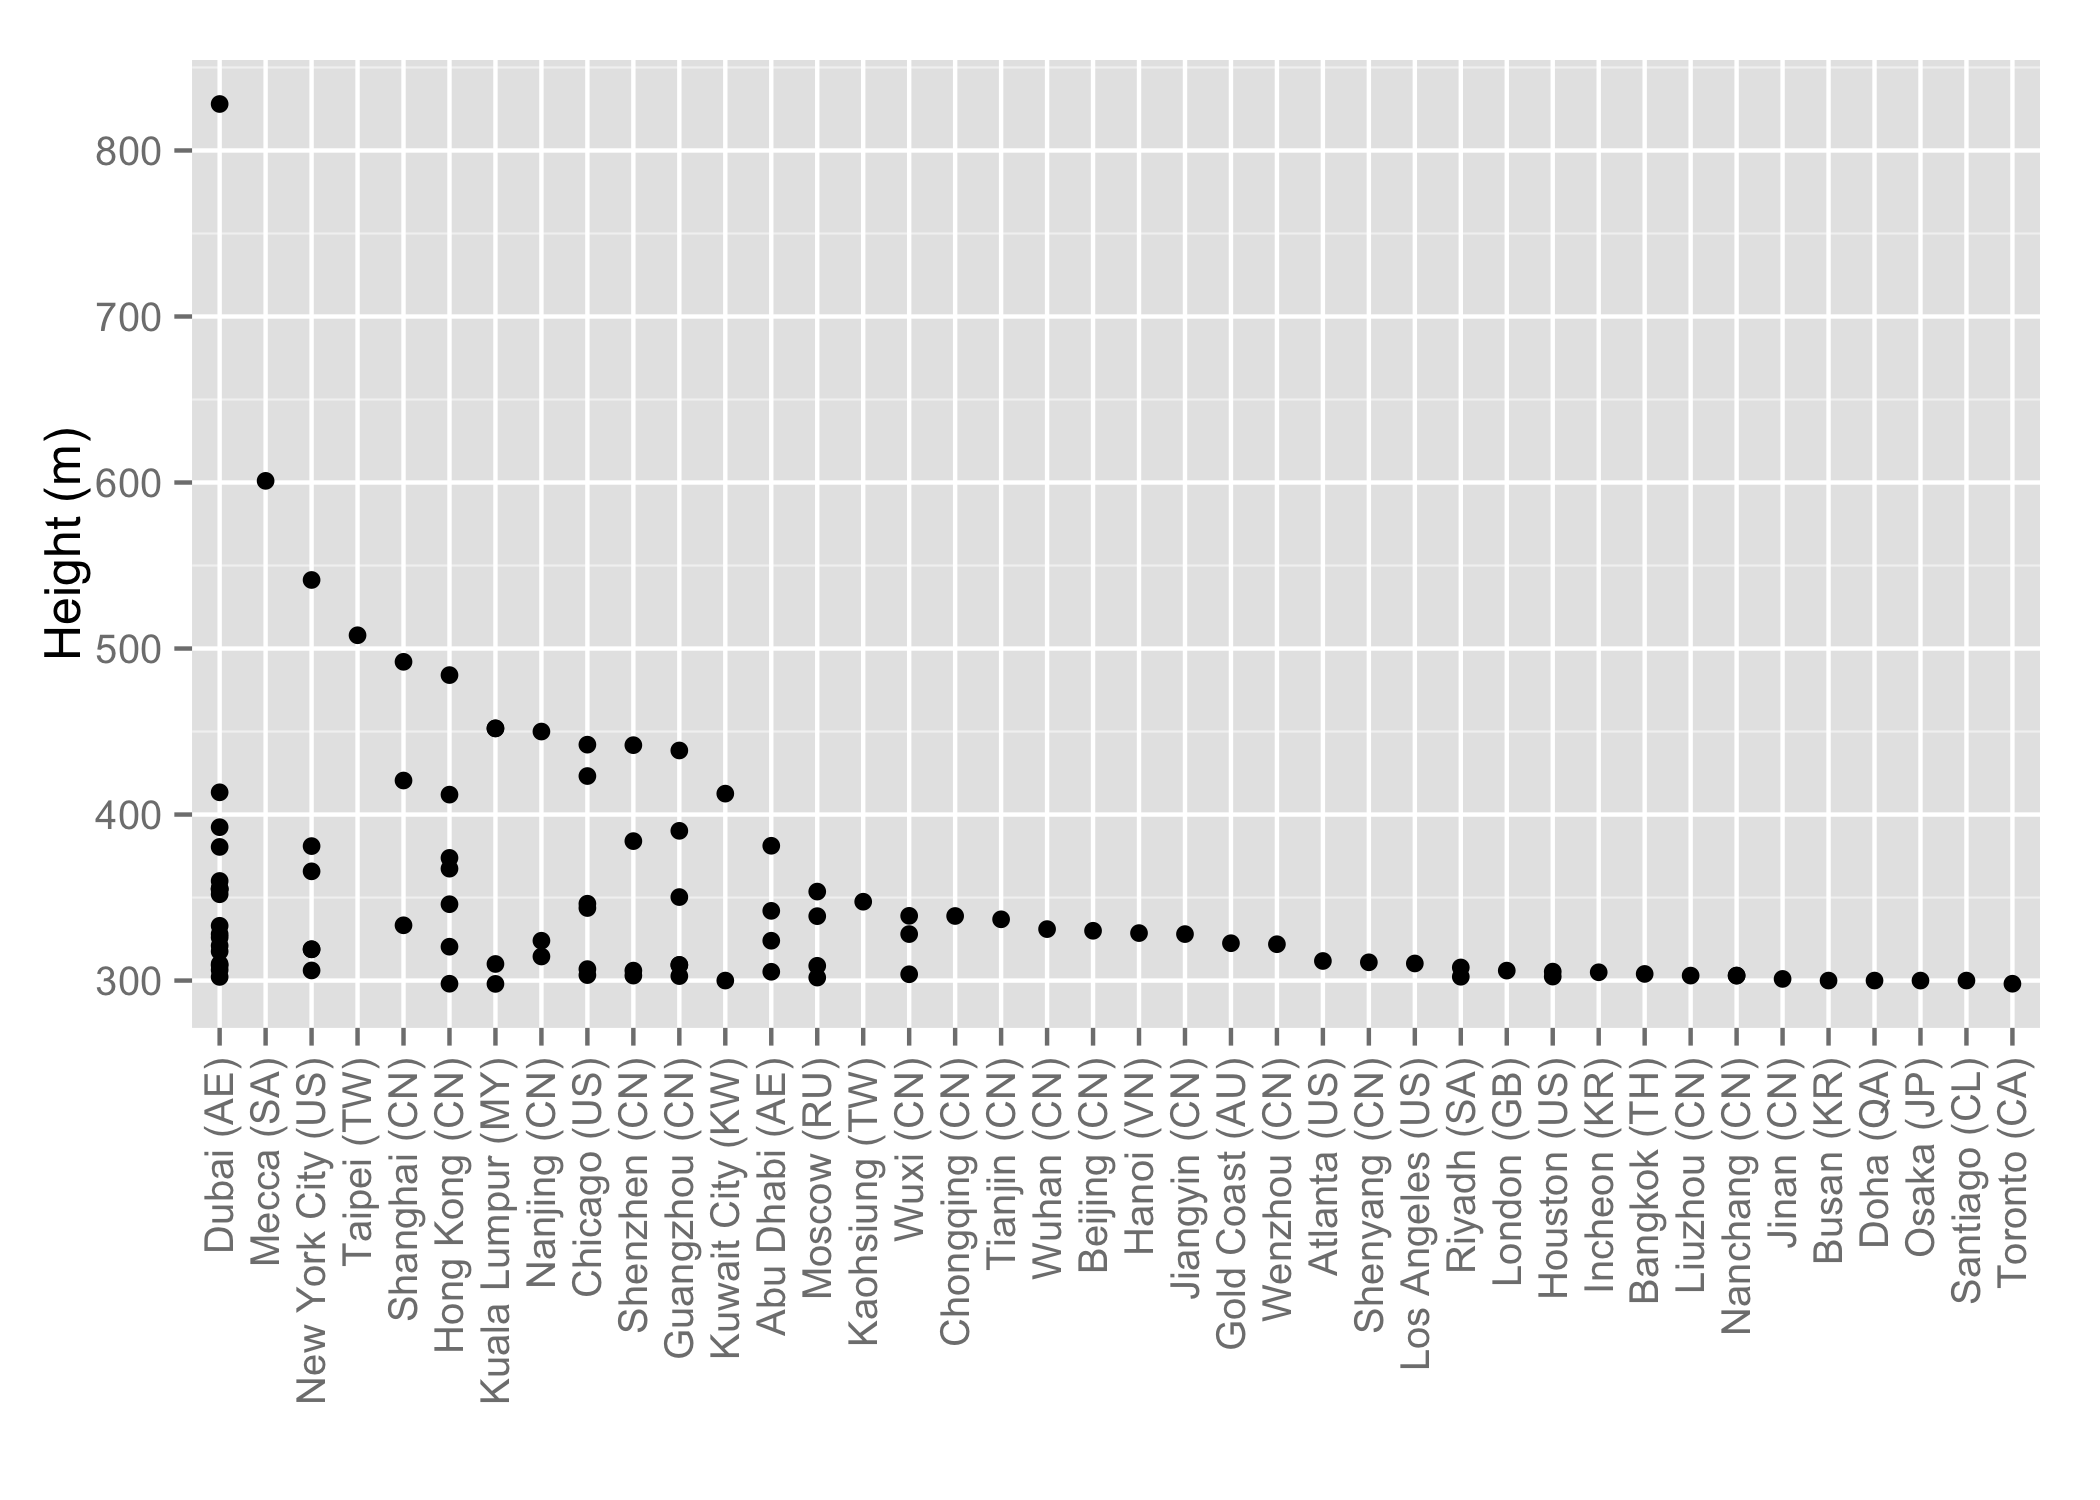 Height (m)
800
700
600
500
400
300
Dubai (AE)
Mecca (SA)
New York City (US)
Taipei (TW)
Shanghai (CN)
Hong Kong (CN)
Kuala Lumpur (MY)
Nanjing (CN)
Chicago (US)
Shenzhen (CN)
Guangzhou (CN)
Kuwait City (KW)
Abu Dhabi (AE)
Moscow (RU)
Kaohsiung (TW)
Wuxi (CN)
Chongqing (CN)
Tianjin (CN)
Wuhan (CN)
Beijing (CN)
Hanoi (VN)
Jiangyin (CN)
Gold Coast (AU)
Wenzhou (CN)
Atlanta (US)
Shenyang (CN)
Los Angeles (US)
Riyadh (SA)
London (GB)
Houston (US)
Incheon (KR)
Bangkok (TH)
Liuzhou (CN)
Nanchang (CN)
Jinan (CN)
Busan (KR)
Doha (QA)
Osaka (JP)
Santiago (CL)
Toronto (CA)